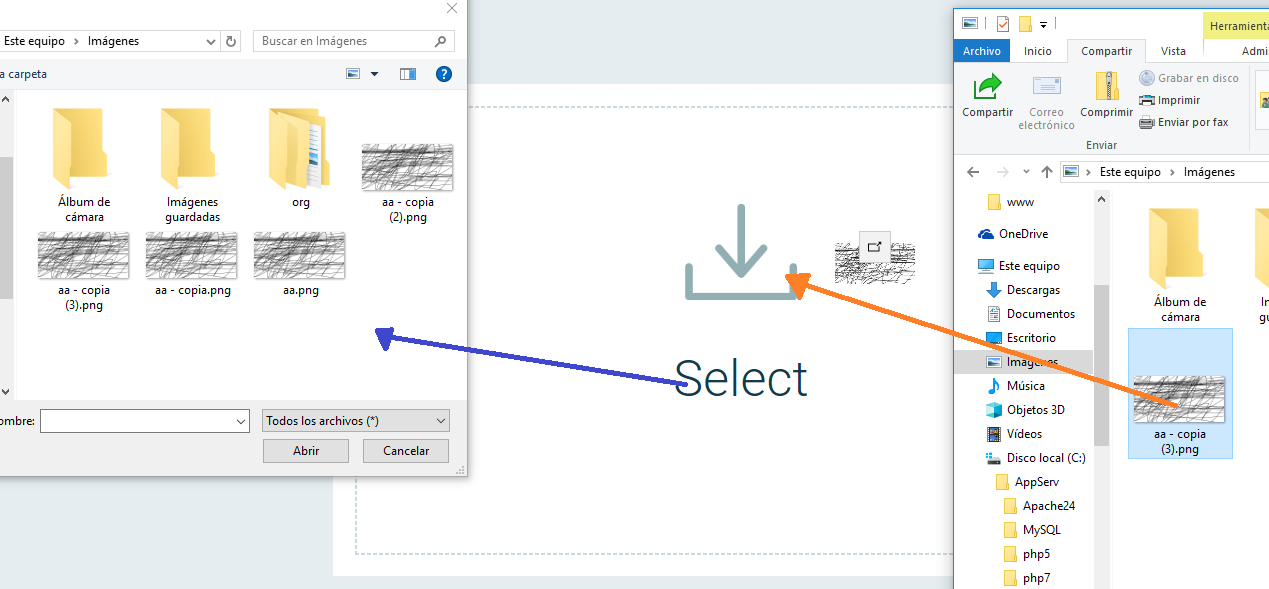 Este equipo > Imágenes
Buscar en Imágenes
a carpeta
Álbum de
cámara
Imágenes
guardadas
org
aa - copia
(2).png
aa - copia
(3).png
aa - copia.png
aa.png
ombre:
Todos los archivos (*)
Abrir
Cancelar
Select
Herramienta
Archivo
Inicio
Compartir
Vista
Admi
Compartir
Correo
electrónico
Comprimir
Grabar en disco
Imprimir
Enviar por fax
Enviar
Este equipo > Imágenes
www
OneDrive
Este equipo
Descargas
Documentos
Escritorio
Imágenes
Música
Objetos 3D
Vídeos
Disco local (C:)
AppServ
Apache24
MySQL
php5
php7
Álbum de
cámara
aa - copia
(3).png